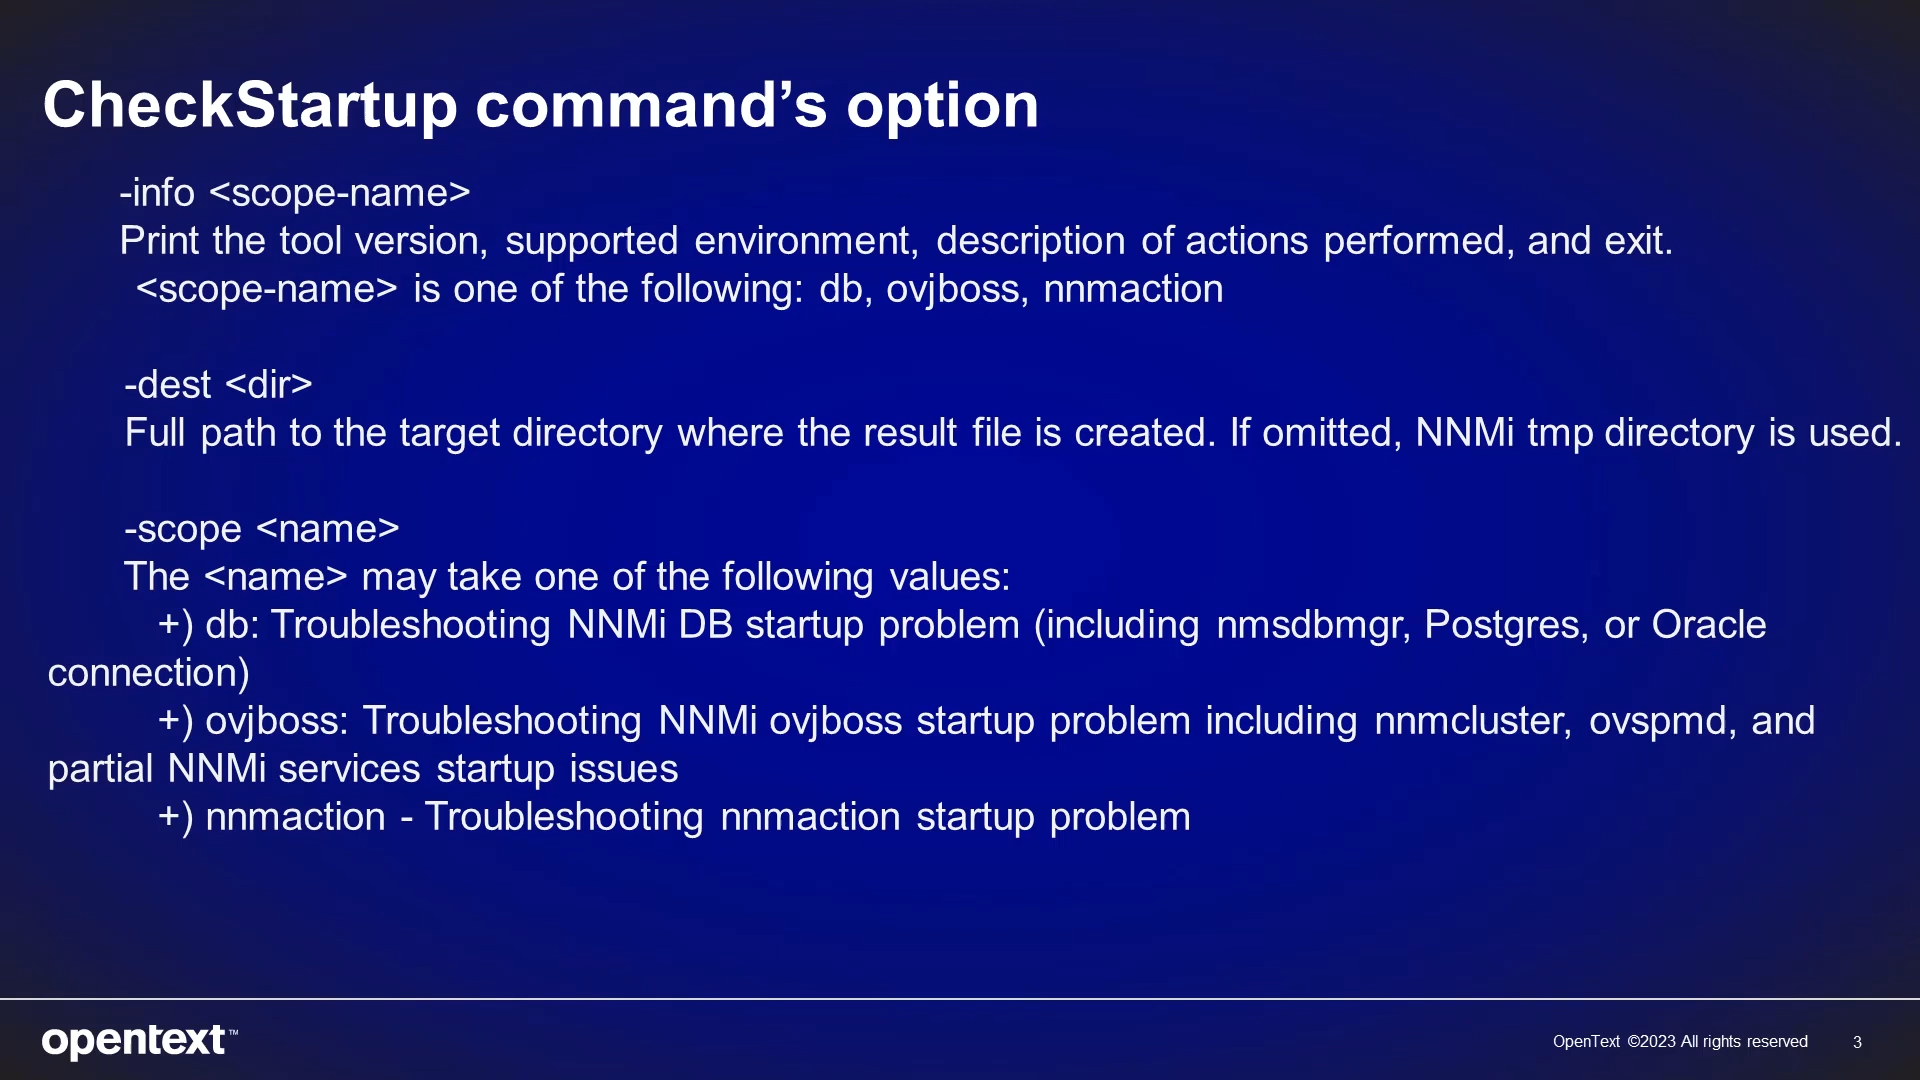 CheckStartup command’s option
-info <scope-name>
Print the tool version, supported environment, description of actions performed, and exit.
<scope-name> is one of the following: db, ovjboss, nnmaction
-dest <dir>
Full path to the target directory where the result file is created. If omitted, NNMi tmp directory is used.
-scope <name>
The <name> may take one of the following values:
+) db: Troubleshooting NNMi DB startup problem (including nmsdbmgr, Postgres, or Oracle
connection)
+) ovjboss: Troubleshooting NNMi ovjboss startup problem including nnmcluster, ovspmd, and
partial NNMi services startup issues
+) nnmaction - Troubleshooting nnmaction startup problem
opentext™
OpenText ©2023 All rights reserved 3